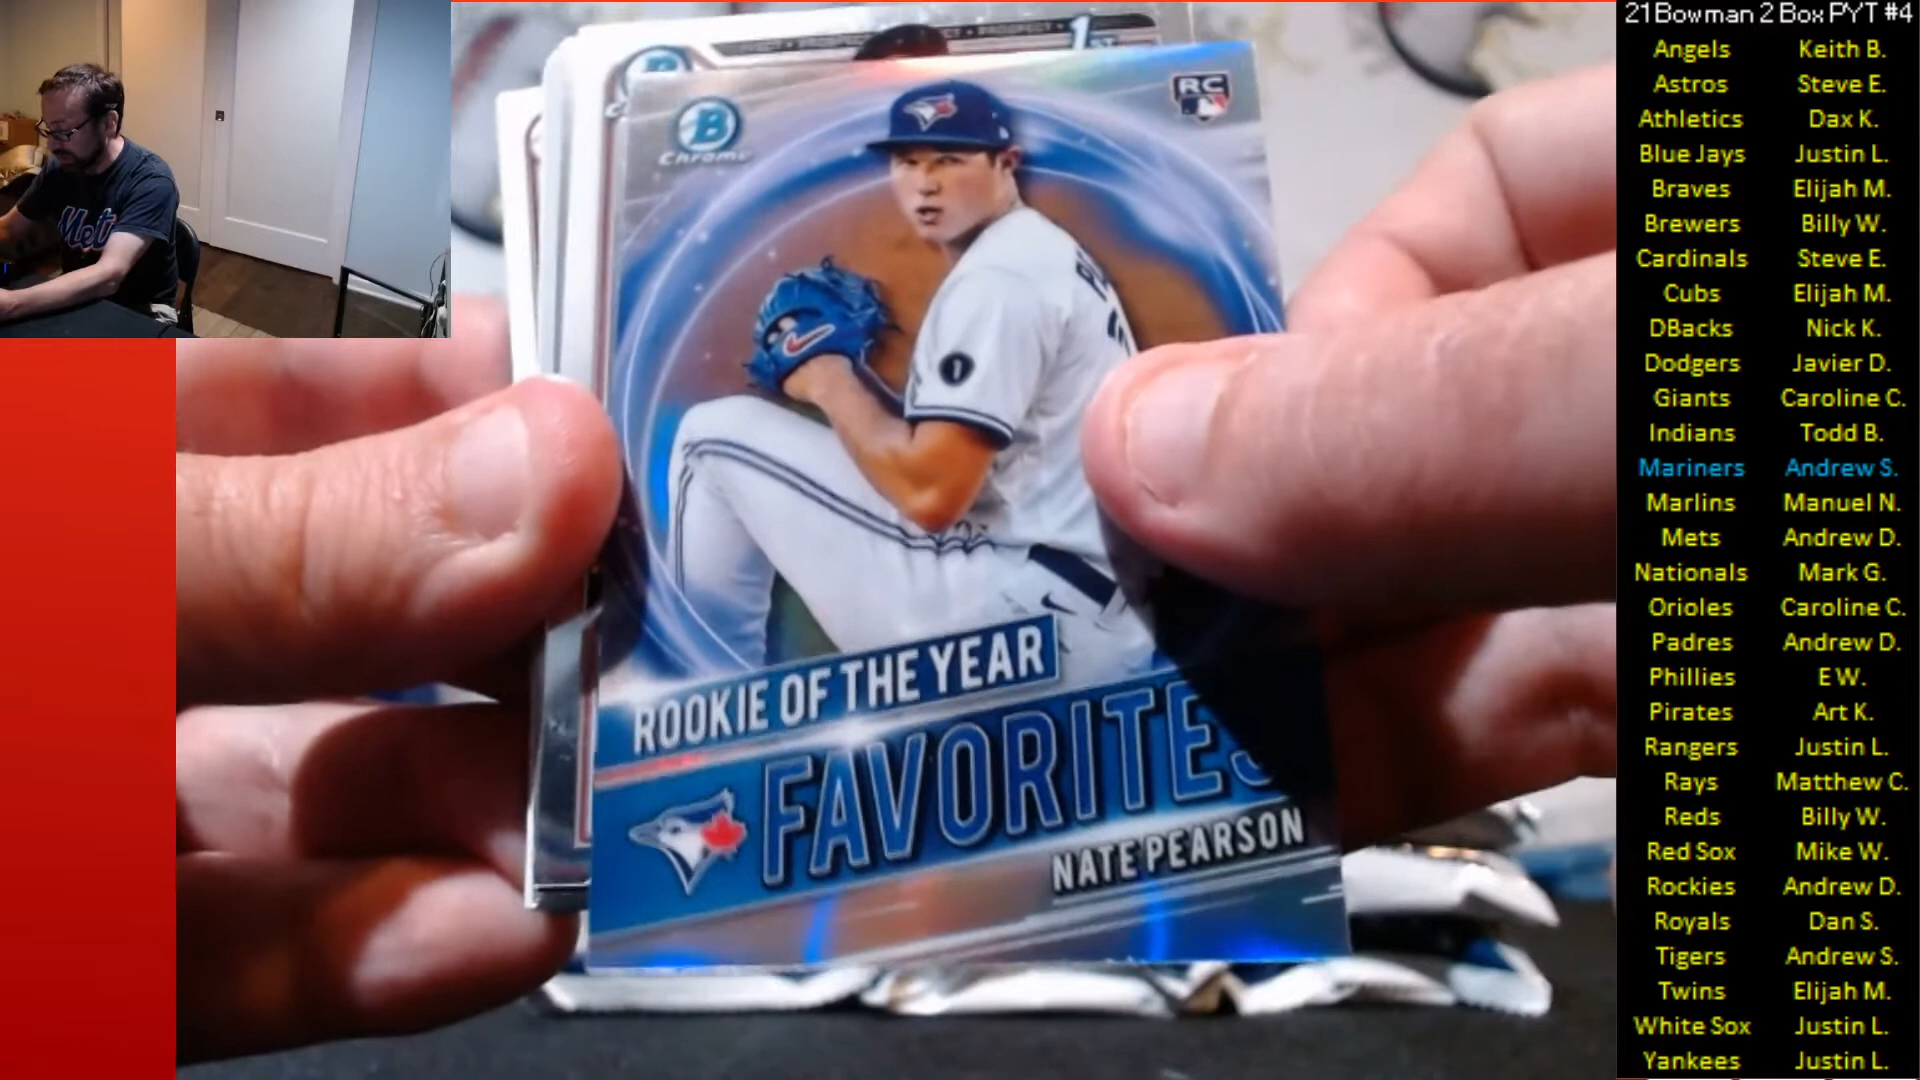 21 Bowman 2 Box PYT #4
Angels Keith B.
Astros Steve E.
Athletics Dax K.
Blue Jays Justin L.
Braves Elijah M.
Brewers Billy W.
Cardinals Steve E.
Cubs Elijah M.
DBacks Nick K.
Dodgers Javier D.
Giants Caroline C.
Indians Todd B.
Mariners Andrew S.
Marlins Manuel N.
Mets Andrew D.
Nationals Mark G.
Orioles Caroline C.
Padres Andrew D.
Phillies E W.
Pirates Art K.
Rangers Justin L.
Rays Matthew C.
Reds Billy W.
Red Sox Mike W.
Rockies Andrew D.
Royals Dan S.
Tigers Andrew S.
Twins Elijah M.
White Sox Justin L.
Yankees Justin L.
1ST
PROSPECT
B
Chrome
RC
1
ROOKIE OF THE YEAR
FAVORITES
NATE PEARSON
Met